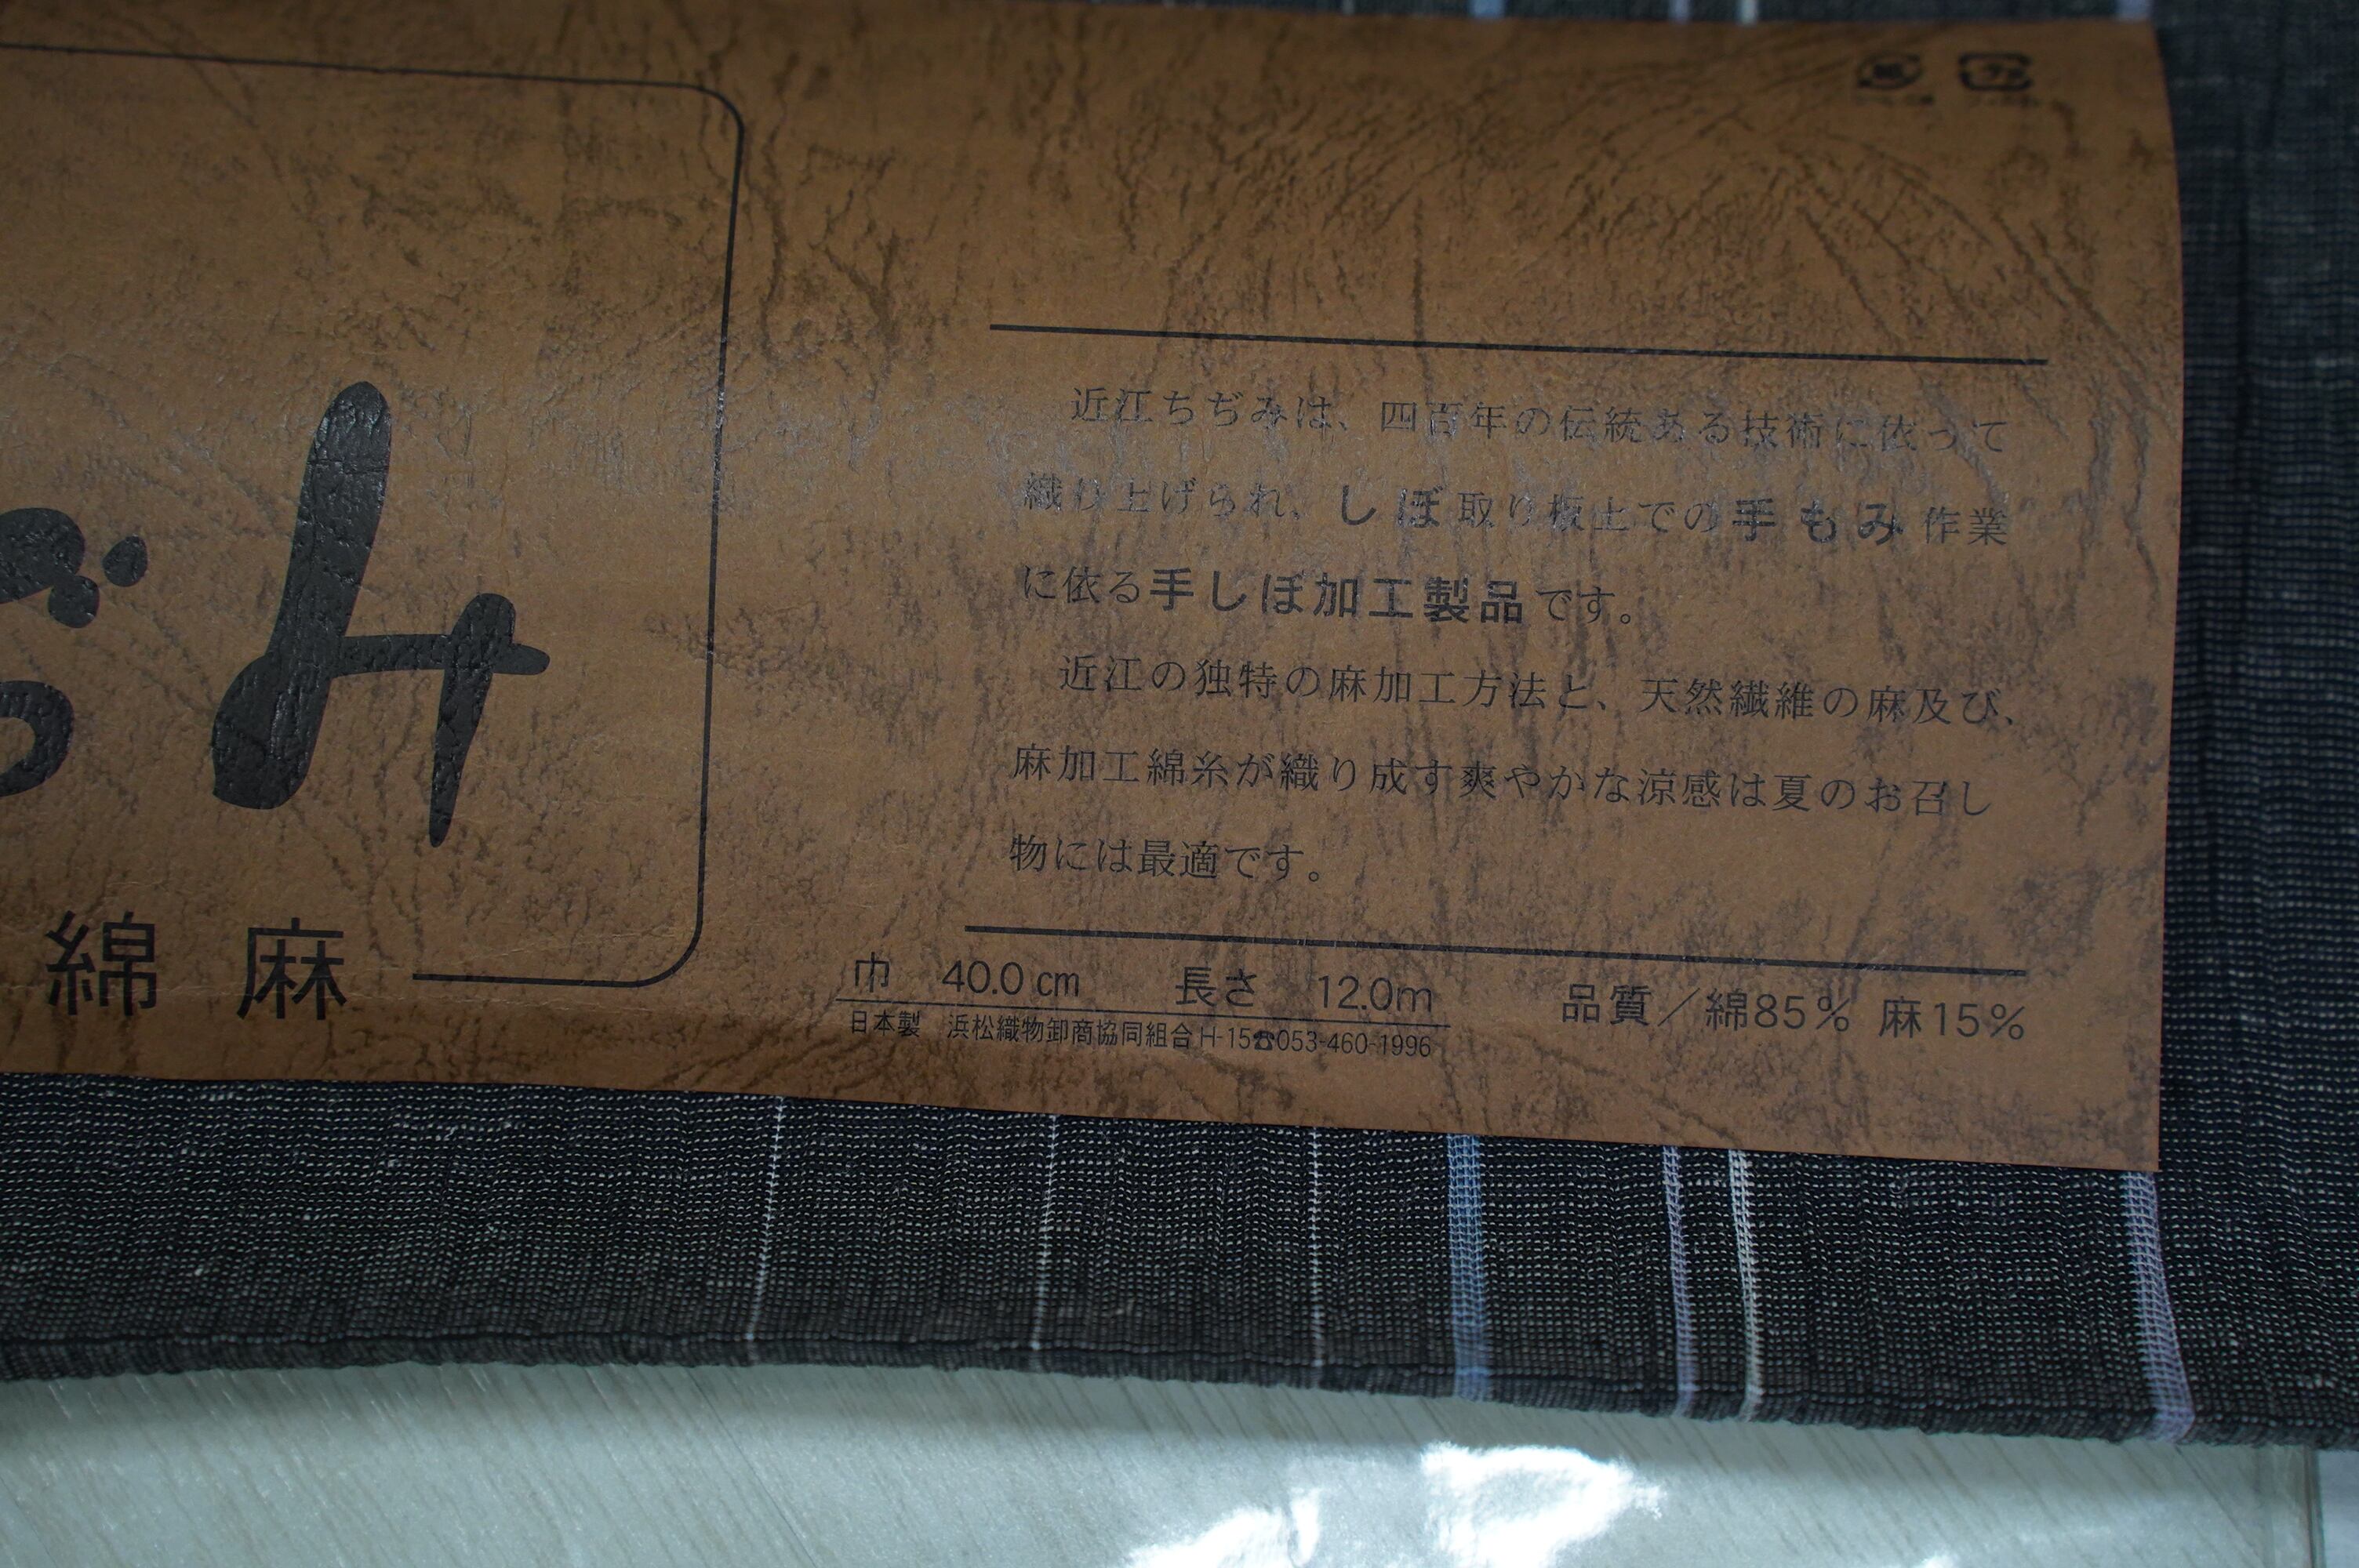 み
綿 麻
近江ちぢみは、四百年の伝統ある技術に依って
織り上げられ、しぼ取り板上での手もみ作業
に依る手しぼ加工製品です。
近江の独特の麻加工方法と、天然繊維の麻及び、
麻加工綿糸が織り成す爽やかな涼感は夏のお召し
物には最適です。
巾 40.0 cm 長さ 12.0m 品質／綿85% 麻15%
日本製 浜松織物卸商協同組合 H-15☎053-460-1996